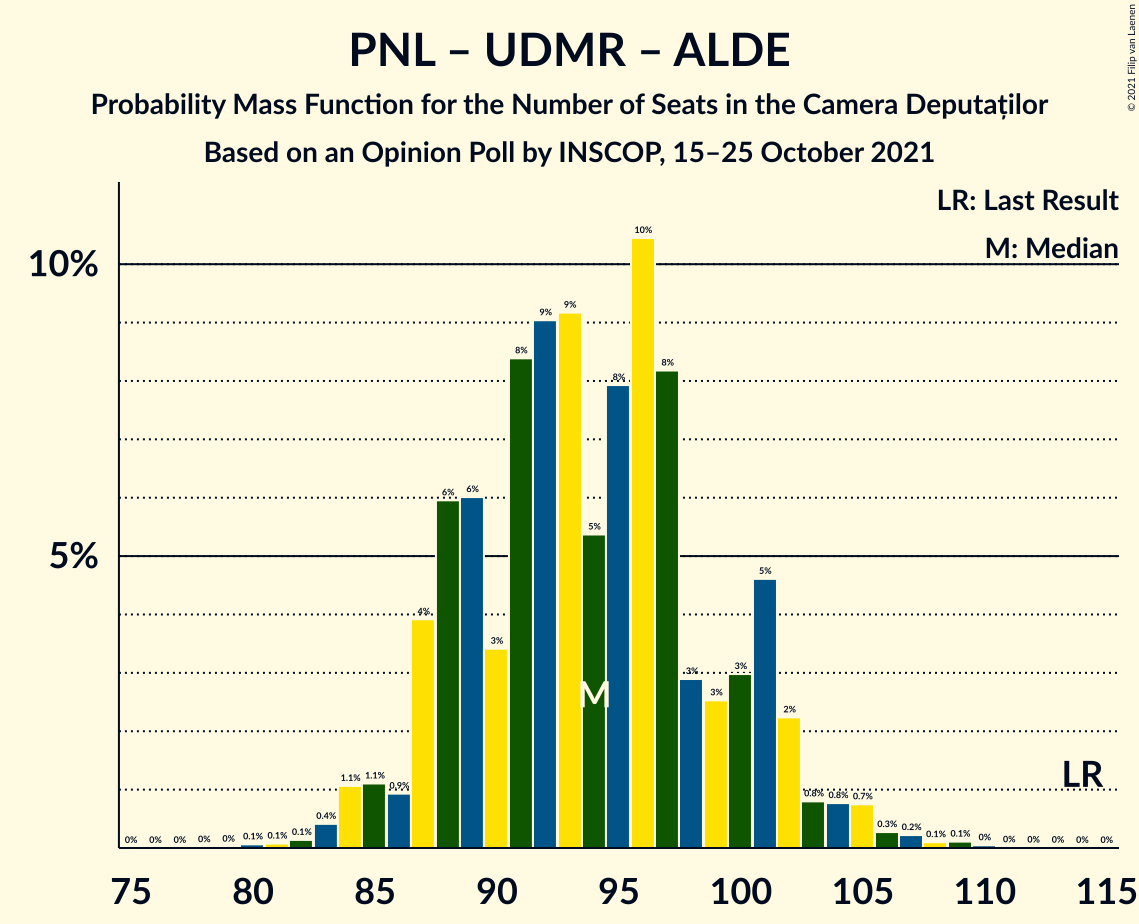 PNL – UDMR – ALDE
Probability Mass Function for the Number of Seats in the Camera Deputaților
Based on an Opinion Poll by INSCOP, 15–25 October 2021
© 2021 Filip van Laenen
LR: Last Result
M: Median
10%
5%
0% 0% 0% 0% 0% 0.1% 0.1% 0.1% 0.4% 1.1% 1.1% 0.9% 4% 6% 6% 3% 8% 9% 9% 5% 8% 10% 8% 3% 3% 3% 5% 2% 0.8% 0.8% 0.7% 0.3% 0.2% 0.1% 0.1% 0% 0% 0% 0% 0% 0%
M
LR
75 80 85 90 95 100 105 110 115